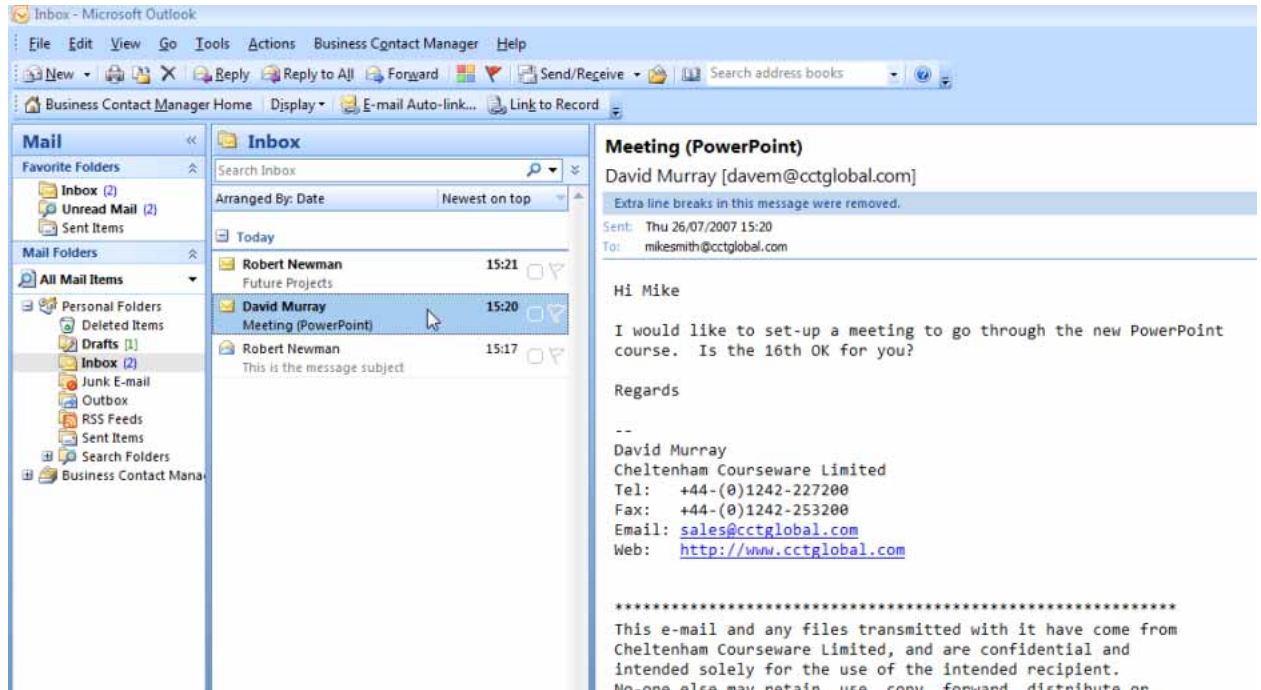 Inbox - Microsoft Outlook
File Edit View Go Tools Actions Business Contact Manager Help
New Reply Reply to All Forward Send/Receive Search address books
Business Contact Manager Home Display E-mail Auto-link... Link to Record
Mail
Favorite Folders
Inbox (2)
Unread Mail (2)
Sent Items
Mail Folders
All Mail Items
Personal Folders
Deleted Items
Drafts [1]
Inbox (2)
Junk E-mail
Outbox
RSS Feeds
Sent Items
Search Folders
Business Contact Mana
Inbox
Search Inbox
Arranged By: Date Newest on top
Today
Robert Newman 15:21
Future Projects
David Murray 15:20
Meeting (PowerPoint)
Robert Newman 15:17
This is the message subject
Meeting (PowerPoint)
David Murray [davem@cctglobal.com]
Extra line breaks in this message were removed.
Sent: Thu 26/07/2007 15:20
To: mikesmith@cctglobal.com
Hi Mike
I would like to set-up a meeting to go through the new PowerPoint
course. Is the 16th OK for you?
Regards
--
David Murray
Cheltenham Courseware Limited
Tel: +44-(0)1242-227200
Fax: +44-(0)1242-253200
Email: sales@cctglobal.com
Web: http://www.cctglobal.com
************************************************************
This e-mail and any files transmitted with it have come from
Cheltenham Courseware Limited, and are confidential and
intended solely for the use of the intended recipient.
No-one else may retain, use, copy, forward, distribute or